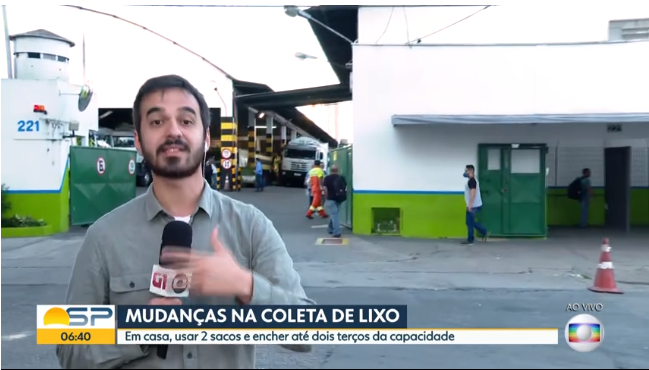 221
G1
AO VIVO
SP
MUDANÇAS NA COLETA DE LIXO
06:40
Em casa, usar 2 sacos e encher até dois terços da capacidade